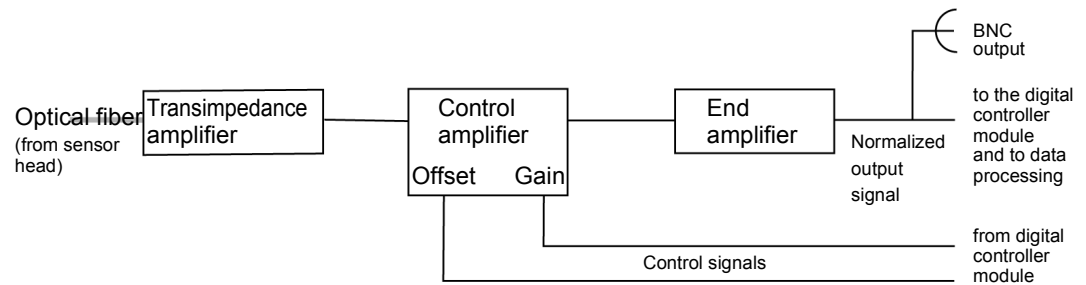 Optical fiber
(from sensor
head)
Transimpedance
amplifier
Control
amplifier
Offset Gain
End
amplifier
BNC
output
Normalized
output
signal
to the digital
controller
module
and to data
processing
Control signals
from digital
controller
module